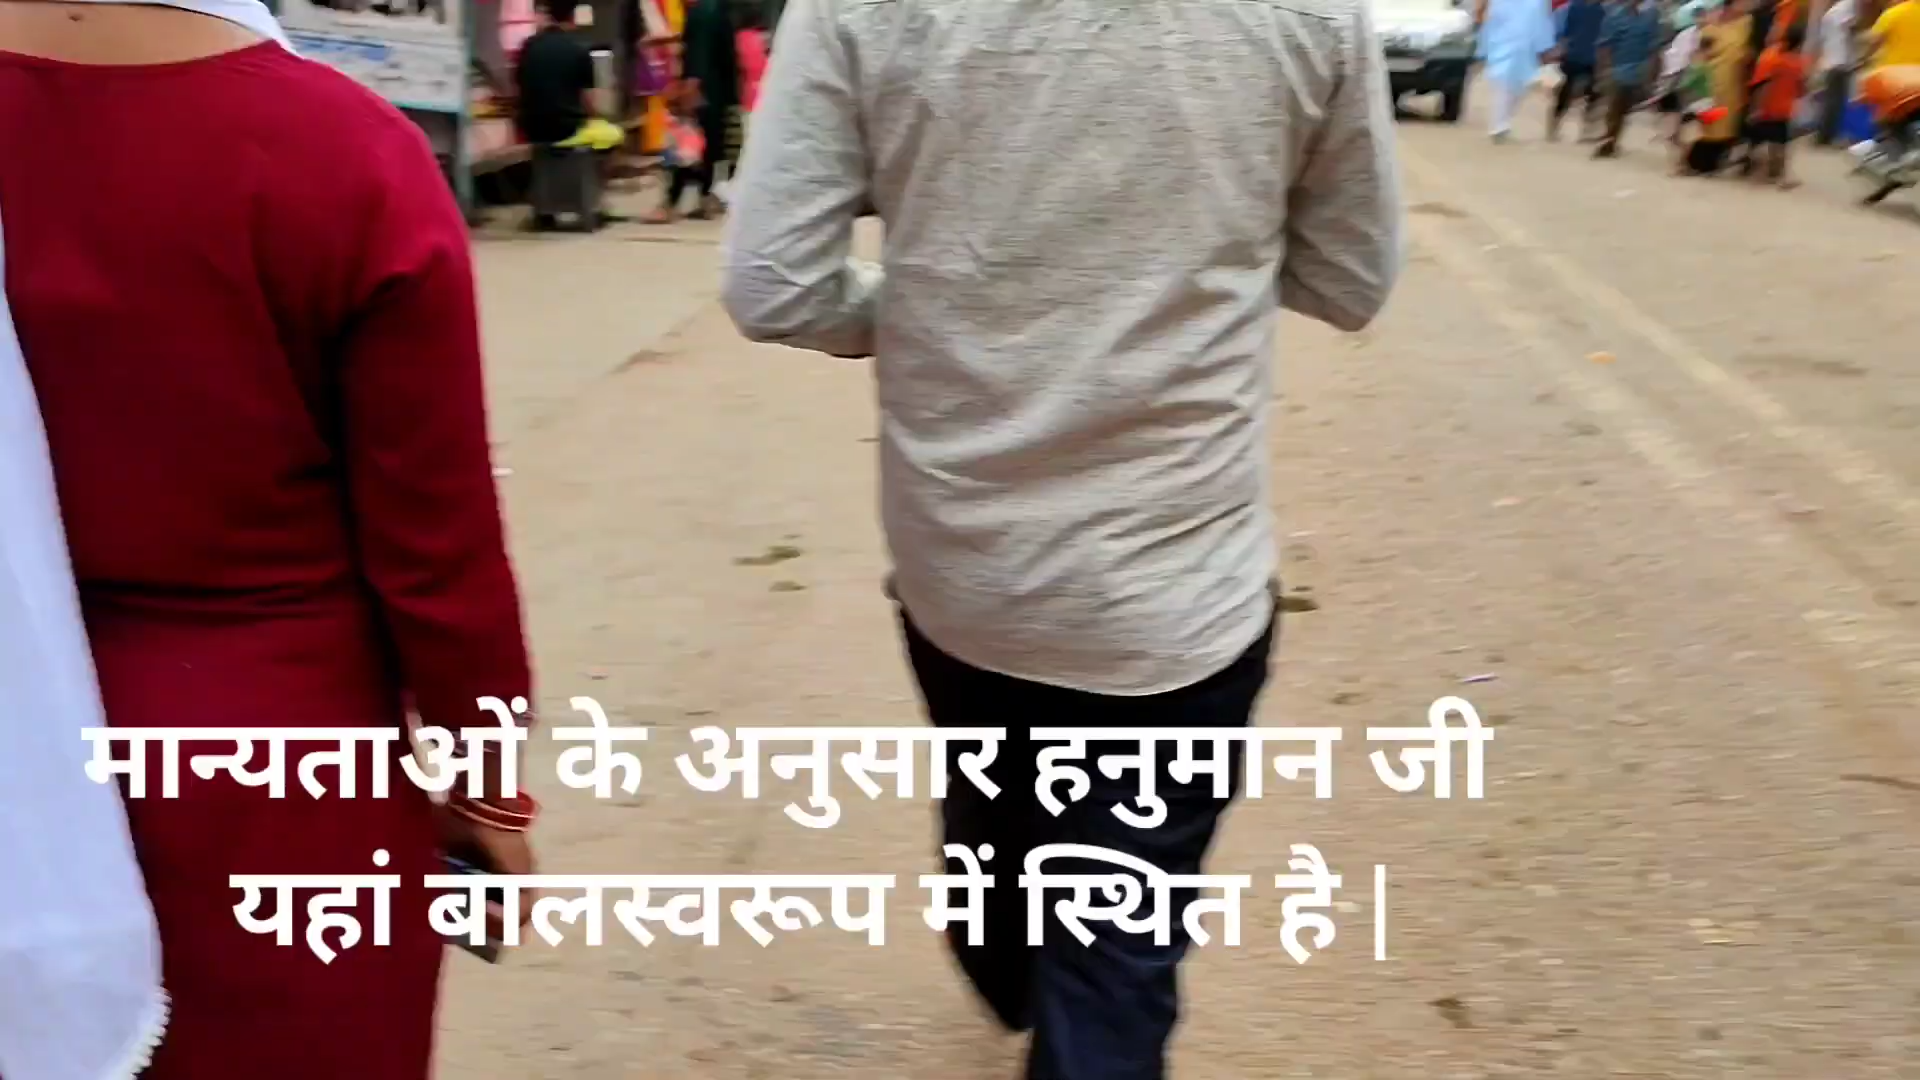 मान्यताओं के अनुसार हनुमान जी
यहां बालस्वरूप में स्थित है |